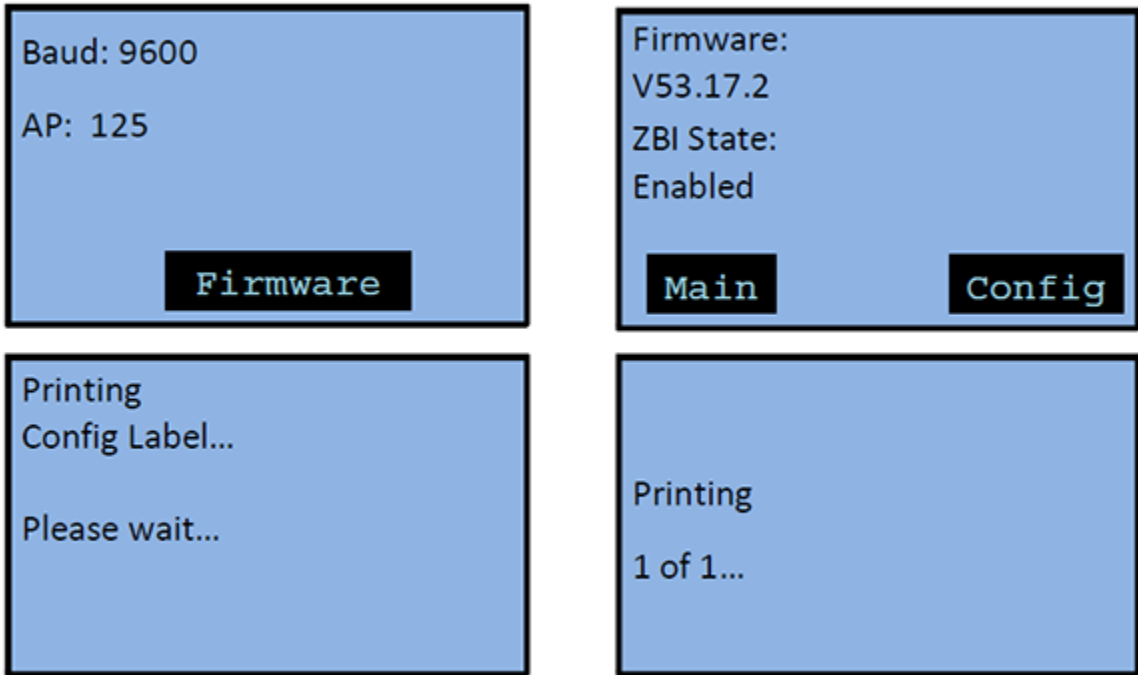 Baud: 9600
AP: 125
Firmware
Firmware:
V53.17.2
ZBI State:
Enabled
Main
Config
Printing
Config Label...
Please wait...
Printing
1 of 1...